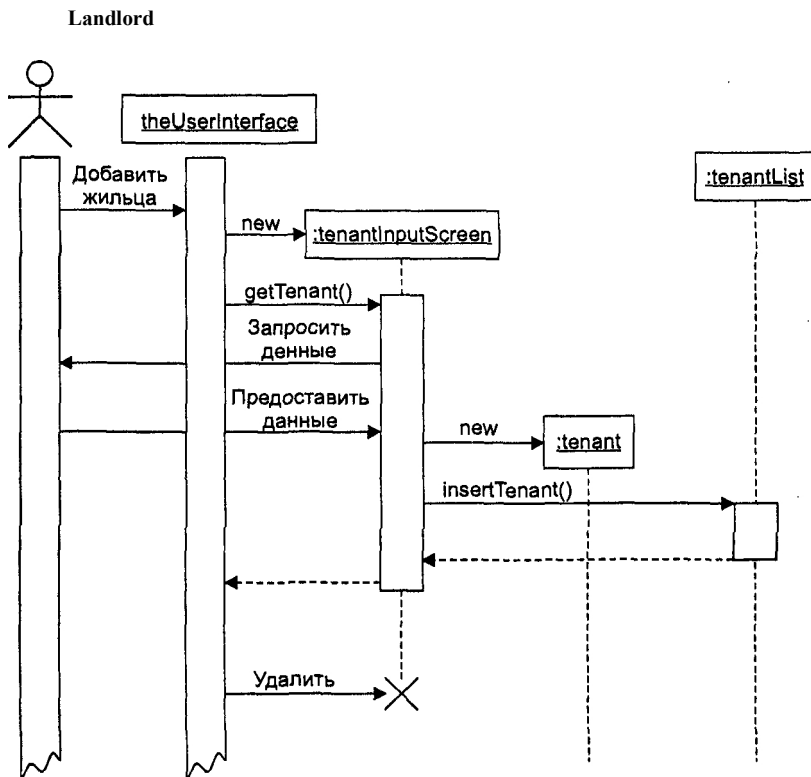 Landlord
theUserInterface
Добавить
жильца
:tenantList
new
:tenantInputScreen
getTenant()
Запросить
денные
Предоставить
данные
new
:tenant
insertTenant()
Удалить